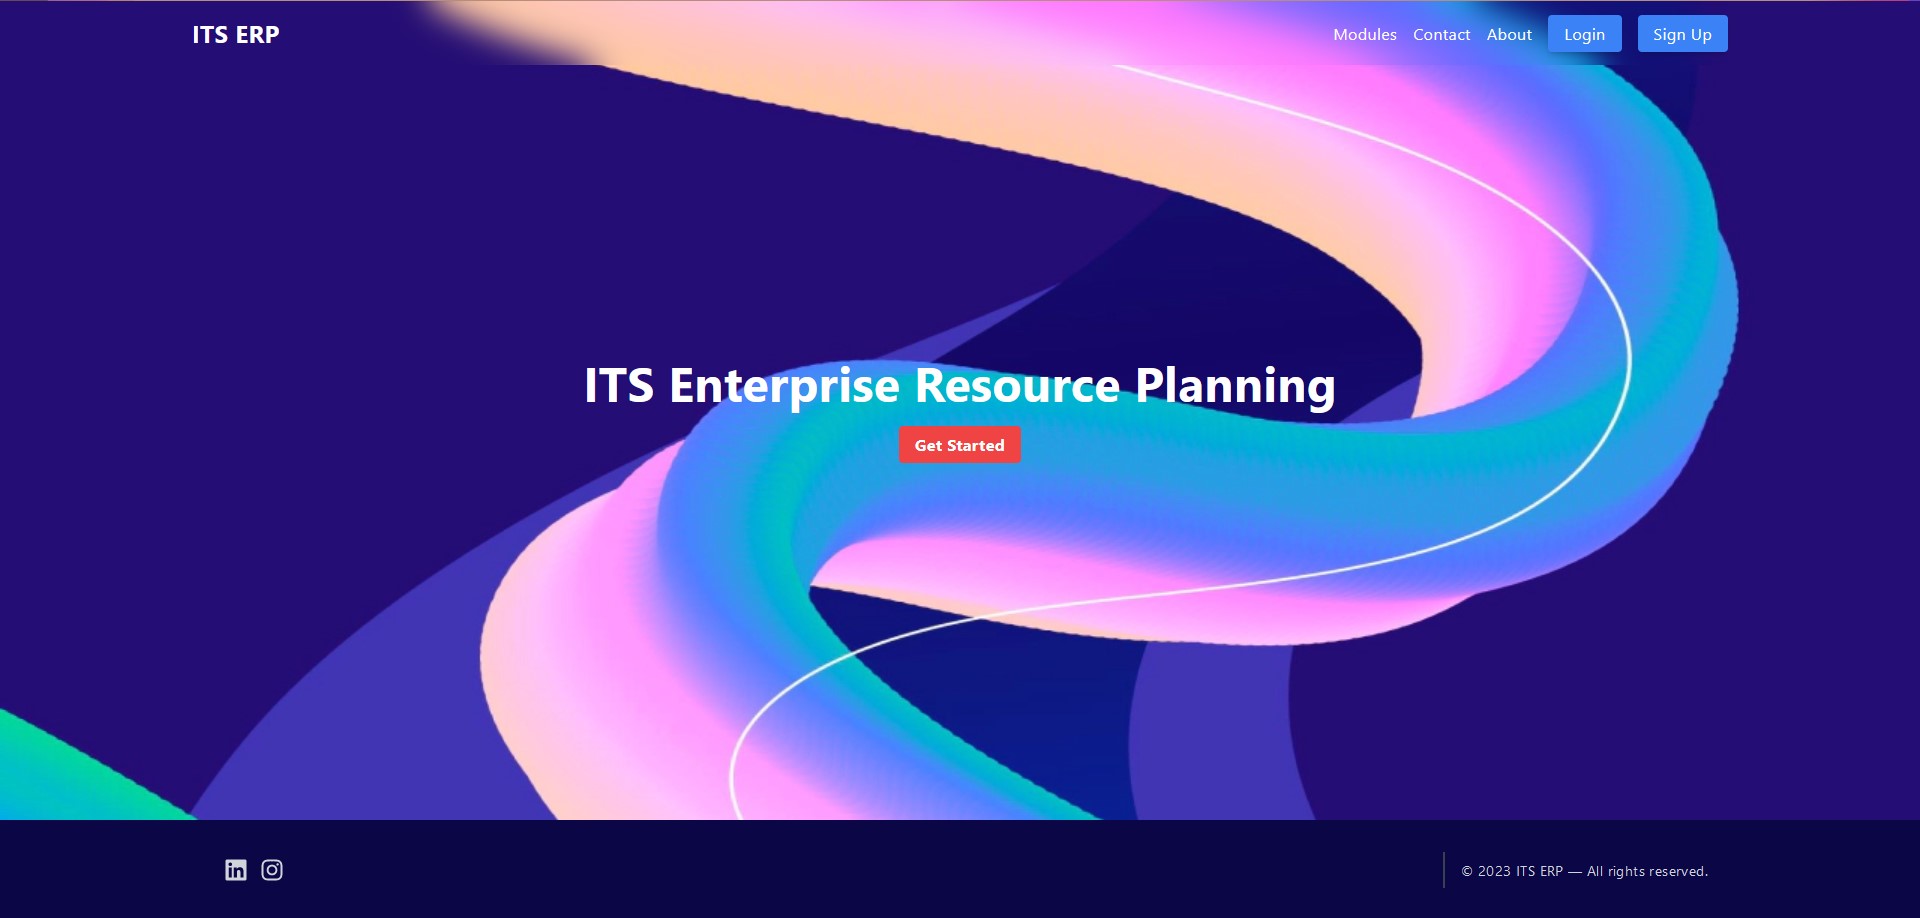 ITS ERP
Modules Contact About Login Sign Up
ITS Enterprise Resource Planning
Get Started
© 2023 ITS ERP — All rights reserved.